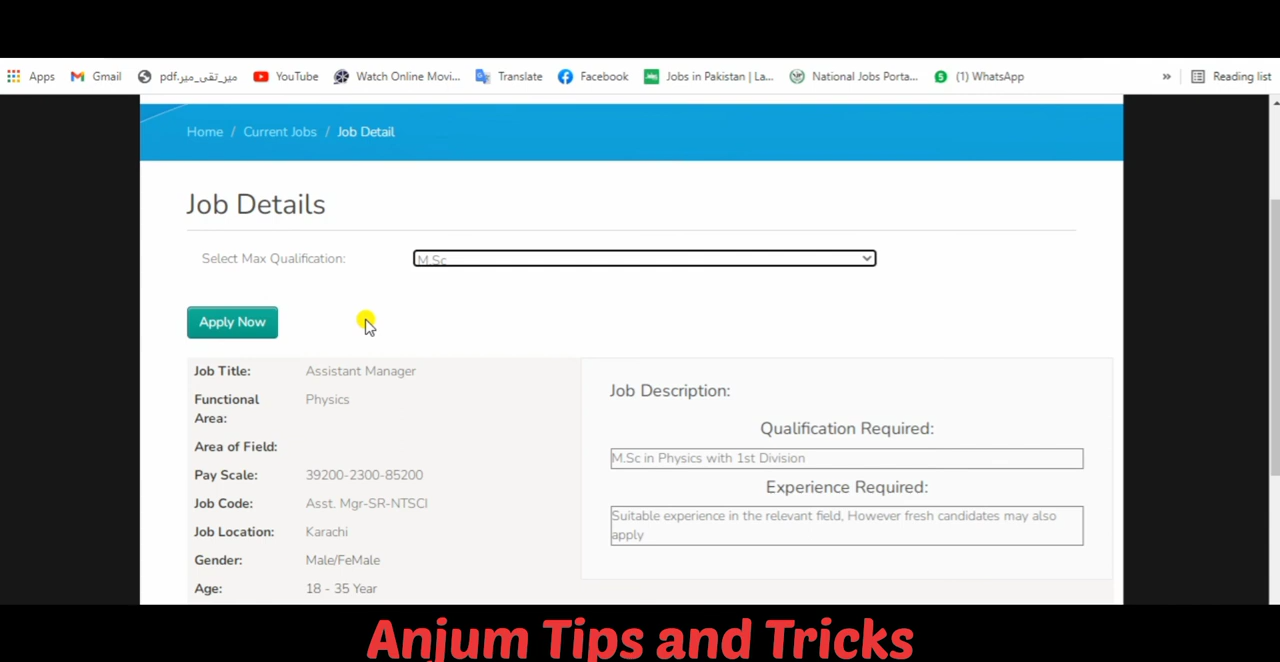 Apps Gmail میر_تقی_میر.pdf YouTube Watch Online Movi... Translate Facebook Jobs in Pakistan | La... National Jobs Porta... (1) WhatsApp » Reading list
Home / Current Jobs / Job Detail
Job Details
Select Max Qualification: M.Sc
Apply Now
Job Title: Assistant Manager
Functional Area: Physics
Area of Field:
Pay Scale: 39200-2300-85200
Job Code: Asst. Mgr-SR-NTSCI
Job Location: Karachi
Gender: Male/FeMale
Age: 18 - 35 Year
Job Description:
Qualification Required:
M.Sc in Physics with 1st Division
Experience Required:
Suitable experience in the relevant field, However fresh candidates may also
apply
Anjum Tips and Tricks